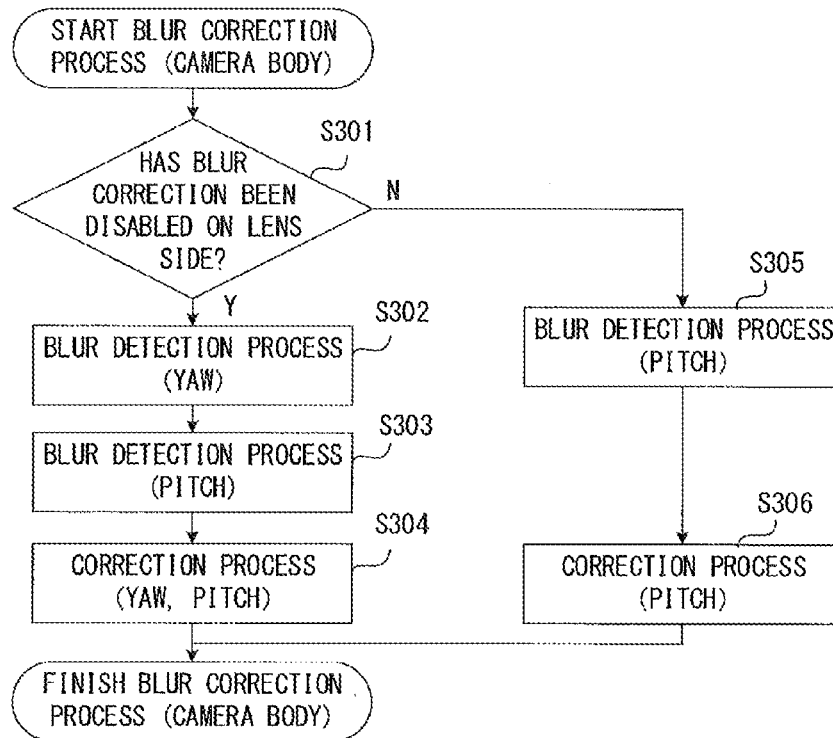 START BLUR CORRECTION
PROCESS (CAMERA BODY)
S301
HAS BLUR
CORRECTION BEEN
DISABLED ON LENS
SIDE?
N
Y
S302
BLUR DETECTION PROCESS
(YAW)
S303
BLUR DETECTION PROCESS
(PITCH)
S304
CORRECTION PROCESS
(YAW, PITCH)
S305
BLUR DETECTION PROCESS
(PITCH)
S306
CORRECTION PROCESS
(PITCH)
FINISH BLUR CORRECTION
PROCESS (CAMERA BODY)